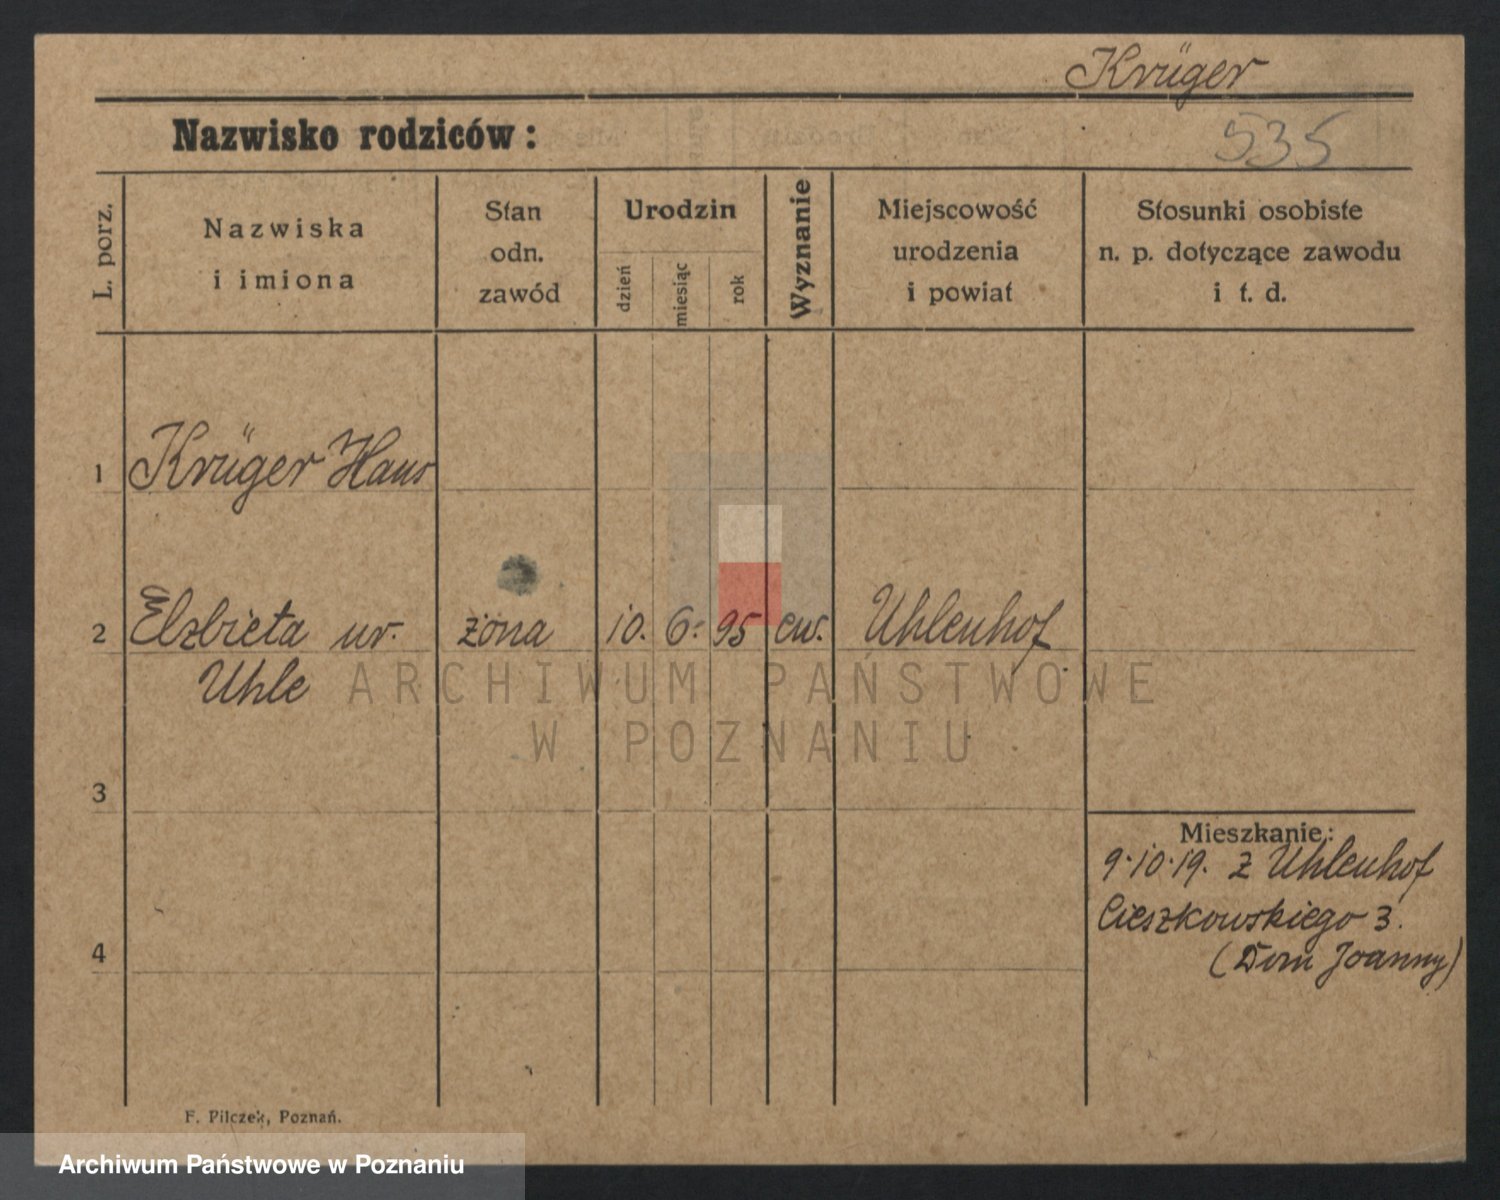 Krüger
Nazwisko rodziców:
535
L. porz.
Nazwiska
i imiona
Stan
odn.
zawód
Urodzin
dzień
miesiąc
rok
Wyznanie
Miejscowość
urodzenia
i powiat
Stosunki osobiste
n. p. dotyczące zawodu
i t. d.
1 Krüger Hans
2 Elzbieta ur. żona 10. 6. 95 ew. Uhlenhof
Uhle
ARCHIWUM PAŃSTWOWE
W POZNANIU
3
Mieszkanie:
9.10.19. z Uhlenhof
Cieszkowskiego 3.
(Dom Joanny)
4
F. Pilczek, Poznań.
Archiwum Państwowe w Poznaniu